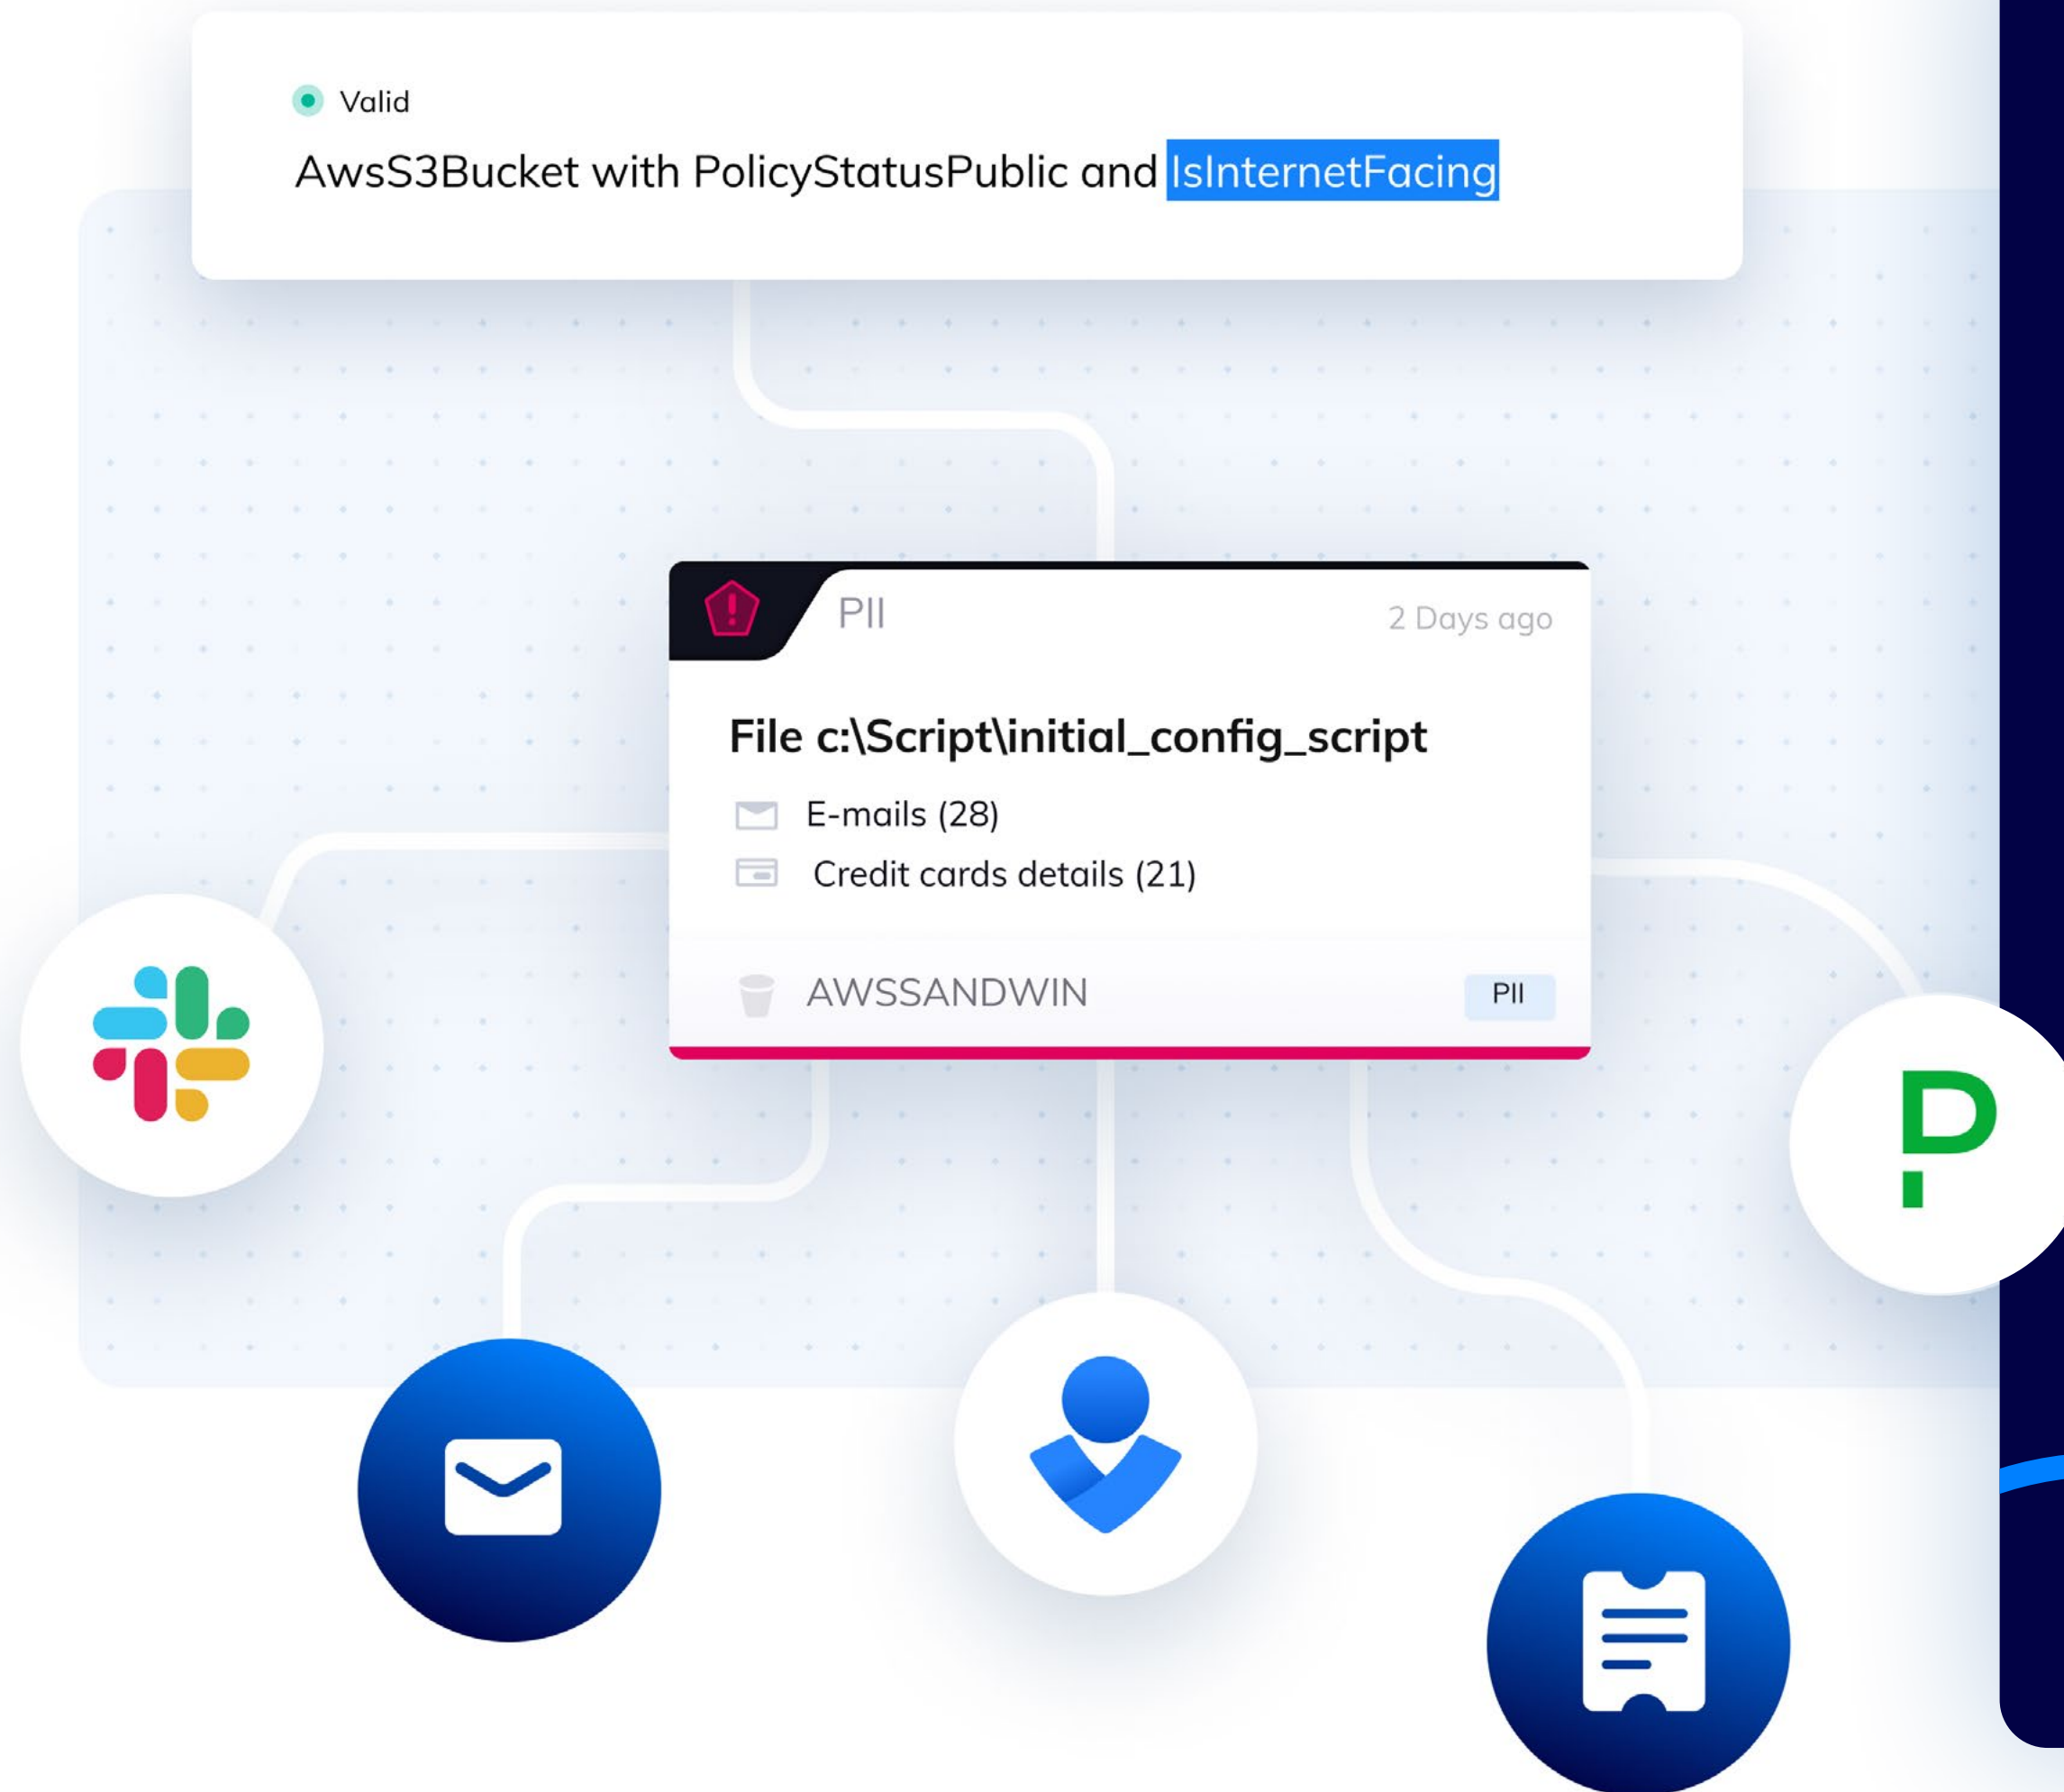 Valid
AwsS3Bucket with PolicyStatusPublic and IsInternetFacing
PII
2 Days ago
File c:\Script\initial_config_script
E-mails (28)
Credit cards details (21)
AWSSANDWIN
PII
P